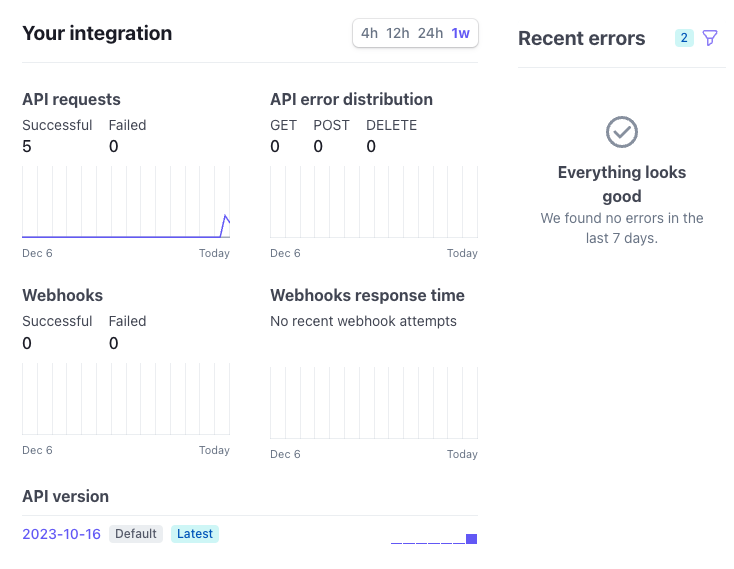 Your integration
4h 12h 24h 1w
API requests
Successful Failed
5 0
Dec 6 Today
API error distribution
GET POST DELETE
0 0 0
Dec 6 Today
Webhooks
Successful Failed
0 0
Dec 6 Today
Webhooks response time
No recent webhook attempts
Dec 6 Today
API version
2023-10-16 Default Latest
Recent errors 2
Everything looks
good
We found no errors in the
last 7 days.